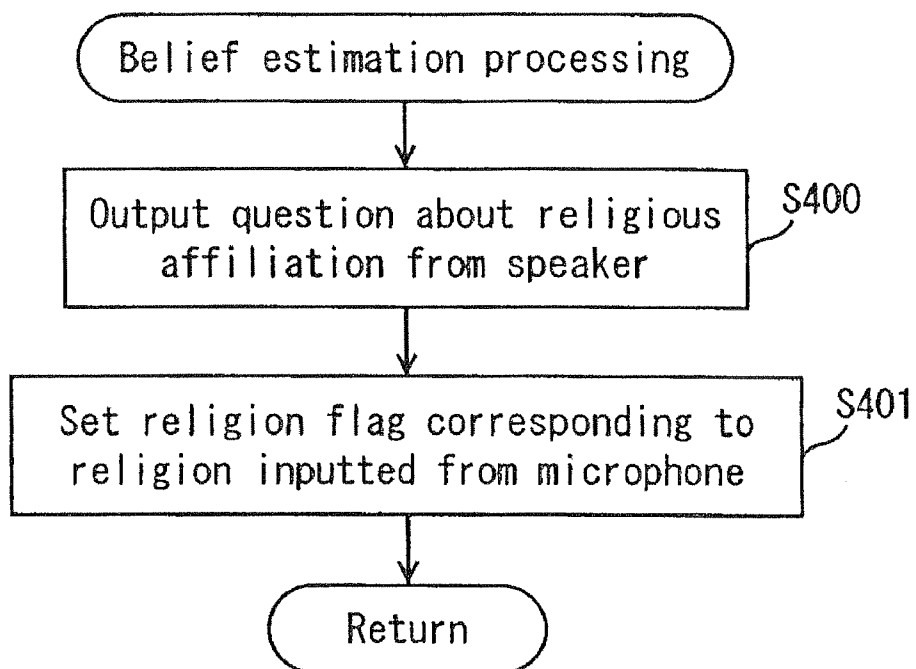 Belief estimation processing
Output question about religious
affiliation from speaker
S400
Set religion flag corresponding to
religion inputted from microphone
S401
Return